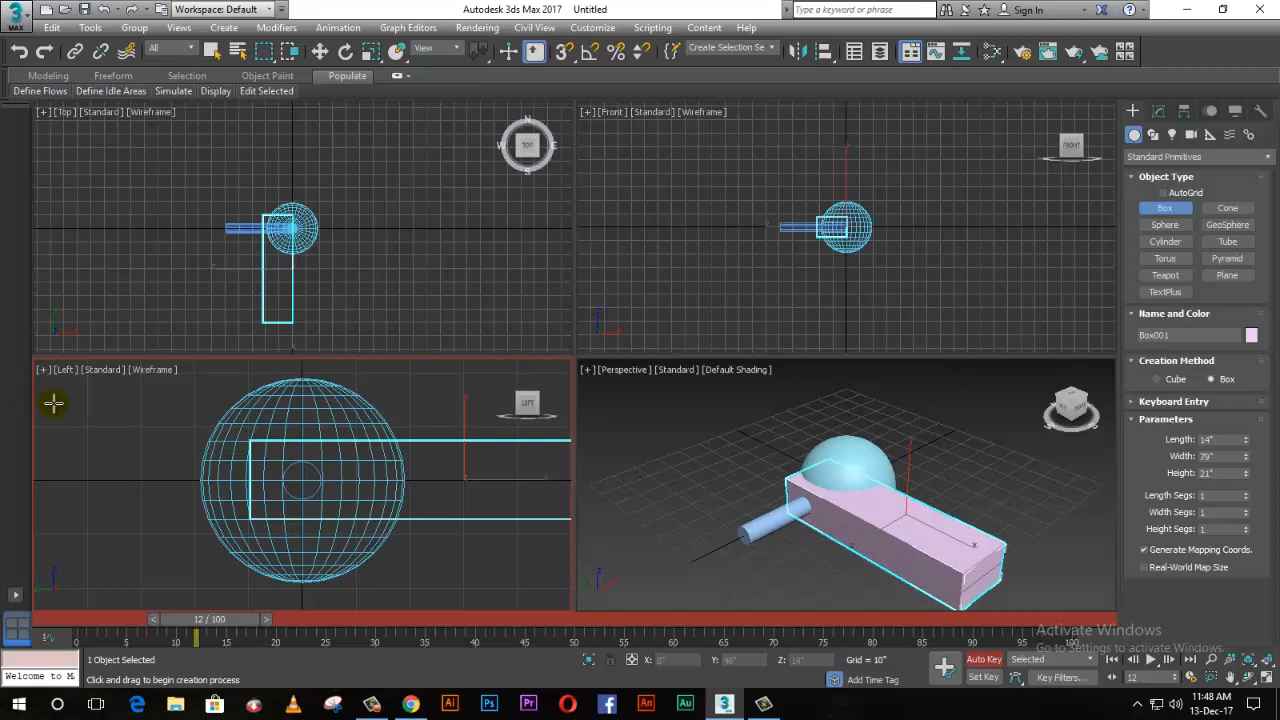 Workspace: Default
Autodesk 3ds Max 2017 Untitled
Type a keyword or phrase
Sign In
MAX
Edit Tools Group Views Create Modifiers Animation Graph Editors Rendering Civil View Customize Scripting Content Help
All
View
Create Selection Se
Modeling Freeform Selection Object Paint Populate
Define Flows Define Idle Areas Simulate Display Edit Selected
[+] [Top] [Standard] [Wireframe]
N
W TOP E
S
[+] [Front] [Standard] [Wireframe]
FRONT
Standard Primitives
Object Type
AutoGrid
Box Cone
Sphere GeoSphere
Cylinder Tube
Torus Pyramid
Teapot Plane
TextPlus
Name and Color
Box001
Creation Method
Cube Box
Keyboard Entry
Parameters
Length: 14"
Width: 79"
Height: 21"
Length Segs: 1
Width Segs: 1
Height Segs: 1
Generate Mapping Coords.
Real-World Map Size
[+] [Left] [Standard] [Wireframe]
LEFT
[+] [Perspective] [Standard] [Default Shading]
12 / 100
0 5 10 15 20 25 30 35 40 45 50 55 60 65 70 75 80 85 90 95 100
Activate Windows
Go to Settings to activate Windows.
1 Object Selected
X: 0" Y: 48" Z: 14" Grid = 10"
Auto Key Selected
Welcome to M
Click and drag to begin creation process
Add Time Tag
Set Key Key Filters... 12
11:48 AM
13-Dec-17